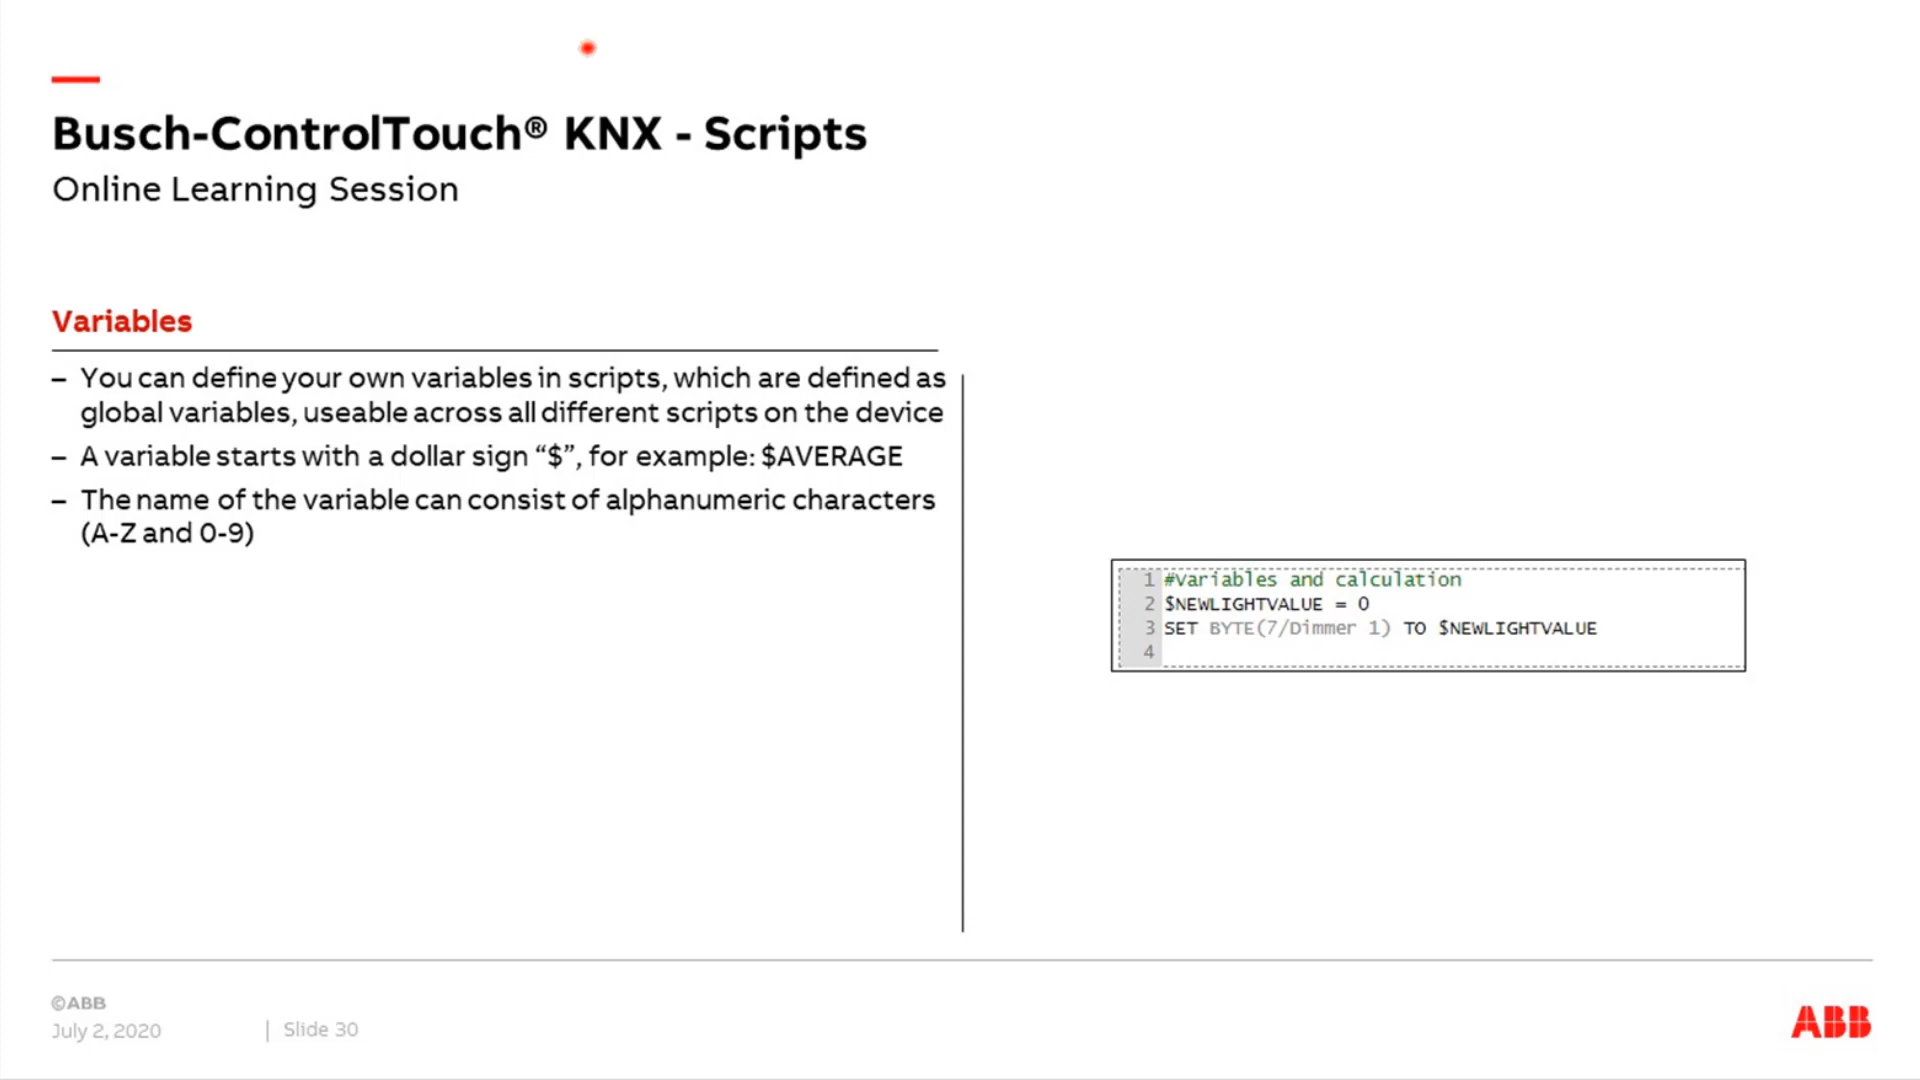 Busch-ControlTouch® KNX - Scripts
Online Learning Session
Variables
– You can define your own variables in scripts, which are defined as
global variables, useable across all different scripts on the device
– A variable starts with a dollar sign “$”, for example: $AVERAGE
– The name of the variable can consist of alphanumeric characters
(A-Z and 0-9)
1 #Variables and calculation
2 $NEWLIGHTVALUE = 0
3 SET BYTE(7/Dimmer 1) TO $NEWLIGHTVALUE
4
©ABB
July 2, 2020 | Slide 30
ABB